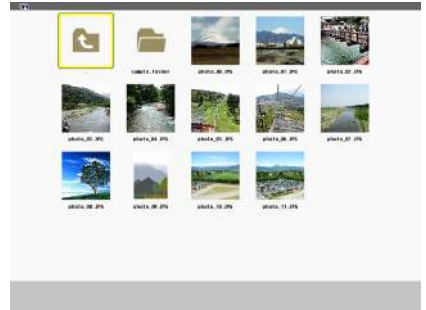 ..
sample_folder
photo_00.JPG
photo_01.JPG
photo_02.JPG
photo_03.JPG
photo_04.JPG
photo_05.JPG
photo_06.JPG
photo_07.JPG
photo_08.JPG
photo_09.JPG
photo_10.JPG
photo_11.JPG